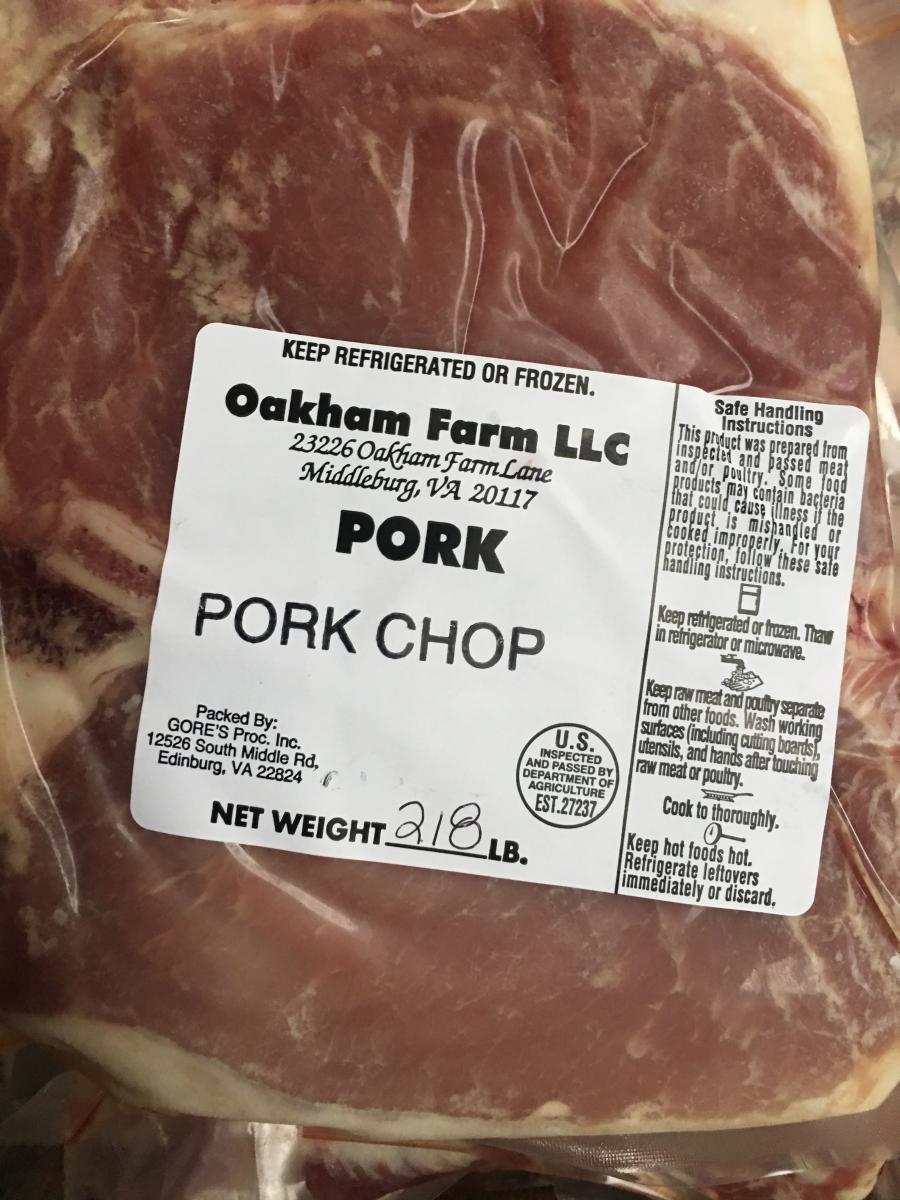 KEEP REFRIGERATED OR FROZEN.
Oakham Farm LLC
23226 Oakham Farm Lane
Middleburg, VA 20117
PORK
PORK CHOP
Packed By:
GORE'S Proc. Inc.
12526 South Middle Rd,
Edinburg, VA 22824
U.S.
INSPECTED
AND PASSED BY
DEPARTMENT OF
AGRICULTURE
EST.27237
NET WEIGHT 2.18 LB.
Safe Handling
Instructions
This product was prepared from
inspected and passed meat
and/or poultry. Some food
products may contain bacteria
that could cause illness if the
product is mishandled or
cooked improperly. For your
protection, follow these safe
handling instructions.
Keep refrigerated or frozen. Thaw
in refrigerator or microwave.
Keep raw meat and poultry separate
from other foods. Wash working
surfaces (including cutting boards),
utensils, and hands after touching
raw meat or poultry.
Cook to thoroughly.
Keep hot foods hot.
Refrigerate leftovers
immediately or discard.